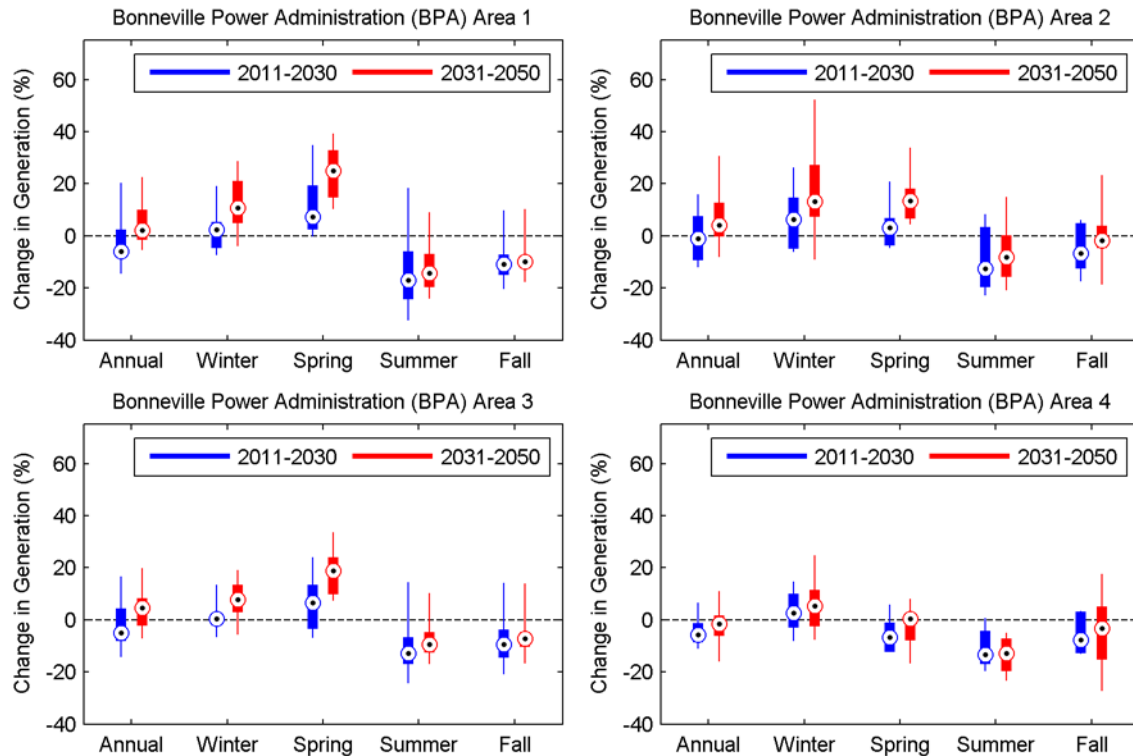 Bonneville Power Administration (BPA) Area 1
Change in Generation (%)
60
40
20
0
-20
-40
2011-2030 2031-2050
Annual Winter Spring Summer Fall
Bonneville Power Administration (BPA) Area 2
Change in Generation (%)
60
40
20
0
-20
-40
2011-2030 2031-2050
Annual Winter Spring Summer Fall
Bonneville Power Administration (BPA) Area 3
Change in Generation (%)
60
40
20
0
-20
-40
2011-2030 2031-2050
Annual Winter Spring Summer Fall
Bonneville Power Administration (BPA) Area 4
Change in Generation (%)
60
40
20
0
-20
-40
2011-2030 2031-2050
Annual Winter Spring Summer Fall